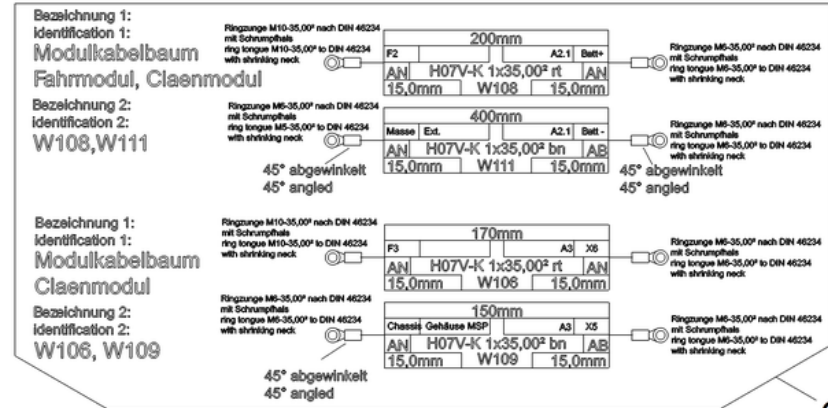 Bezeichnung 1:
identification 1:
Modulkabelbaum
Fahrmodul, Claenmodul
Bezeichnung 2:
identification 2:
W108,W111
Ringzunge M10-35,00² nach DIN 46234
mit Schrumpfhals
ring tongue M10-35,00² to DIN 46234
with shrinking neck
200mm
F2 A2.1 Batt+
AN H07V-K 1x35,00² rt AN
15,0mm W108 15,0mm
Ringzunge M6-35,00² nach DIN 46234
mit Schrumpfhals
ring tongue M6-35,00² to DIN 46234
with shrinking neck
Ringzunge M6-35,00² nach DIN 46234
mit Schrumpfhals
ring tongue M5-35,00² to DIN 46234
with shrinking neck
45° abgewinkelt
45° angled
400mm
Masse Ext. A2.1 Batt -
AN H07V-K 1x35,00² bn AB
15,0mm W111 15,0mm
Ringzunge M6-35,00² nach DIN 46234
mit Schrumpfhals
ring tongue M6-35,00² to DIN 46234
with shrinking neck
45° abgewinkelt
45° angled
Bezeichnung 1:
identification 1:
Modulkabelbaum
Claenmodul
Bezeichnung 2:
identification 2:
W106, W109
Ringzunge M10-35,00² nach DIN 46234
mit Schrumpfhals
ring tongue M10-35,00² to DIN 46234
with shrinking neck
170mm
F3 A3 X6
AN H07V-K 1x35,00² rt AN
15,0mm W106 15,0mm
Ringzunge M6-35,00² nach DIN 46234
mit Schrumpfhals
ring tongue M6-35,00² to DIN 46234
with shrinking neck
Ringzunge M6-35,00² nach DIN 46234
mit Schrumpfhals
ring tongue M6-35,00² to DIN 46234
with shrinking neck
45° abgewinkelt
45° angled
150mm
Chassis Gehäuse MSP A3 X5
AN H07V-K 1x35,00² bn AB
15,0mm W109 15,0mm
Ringzunge M6-35,00² nach DIN 46234
mit Schrumpfhals
ring tongue M6-35,00² to DIN 46234
with shrinking neck